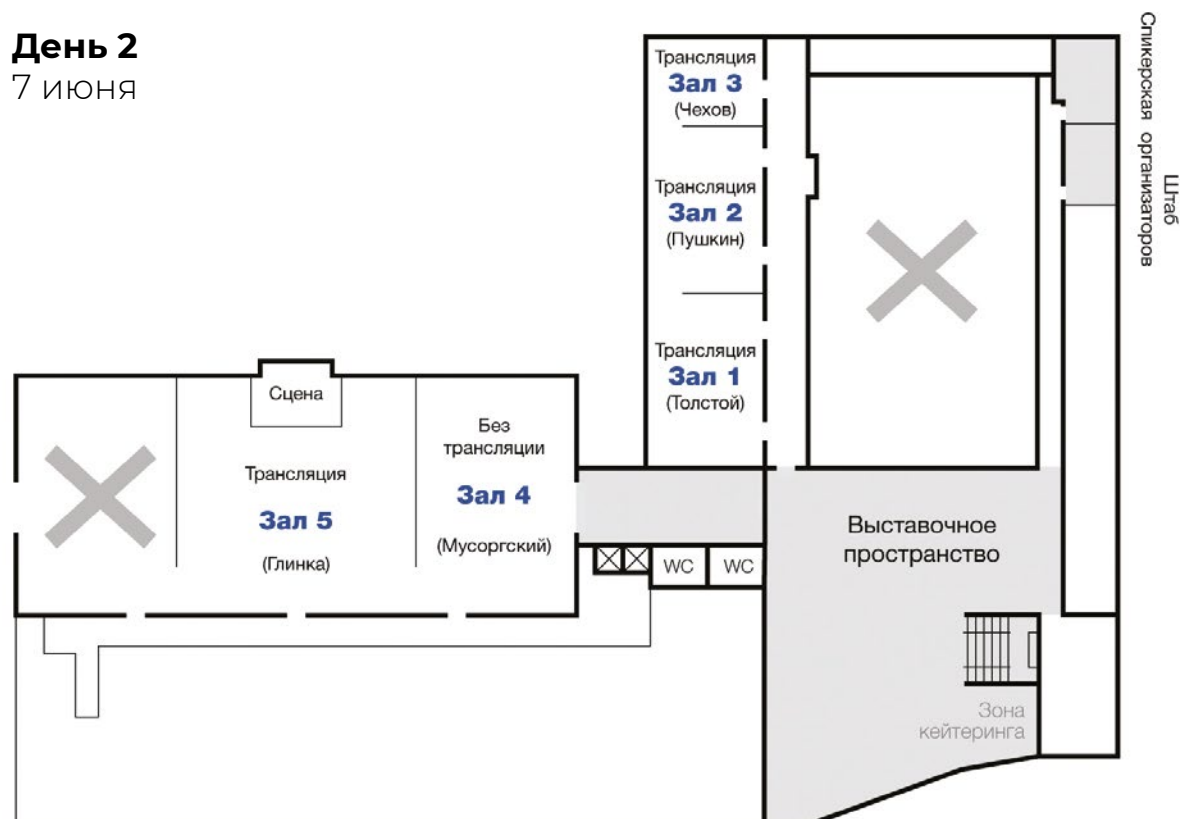 День 2
7 июня
Трансляция
Зал 3
(Чехов)
Трансляция
Зал 2
(Пушкин)
Трансляция
Зал 1
(Толстой)
Спикерская
Штаб
организаторов
Сцена
Трансляция
Зал 5
(Глинка)
Без
трансляции
Зал 4
(Мусоргский)
WC
WC
Выставочное
пространство
Зона
кейтеринга